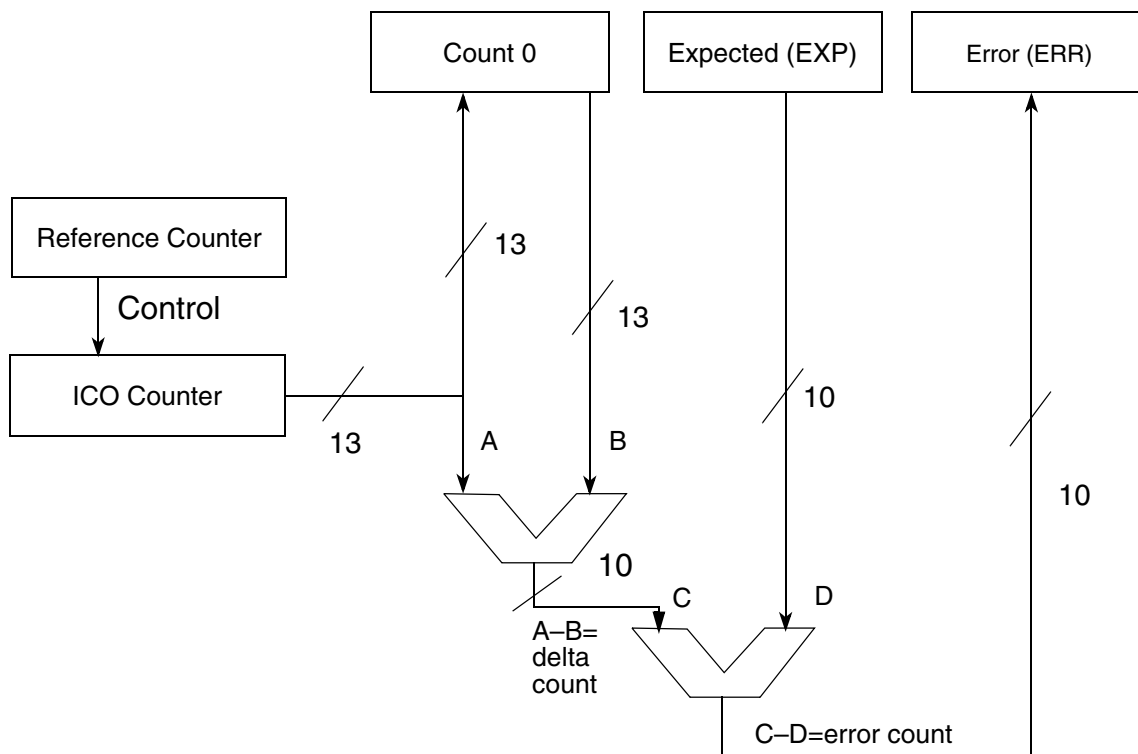 Count 0
Expected (EXP)
Error (ERR)
Reference Counter
13
Control
13
ICO Counter
10
13
A
B
10
10
C
D
A–B=
delta
count
C–D=error count